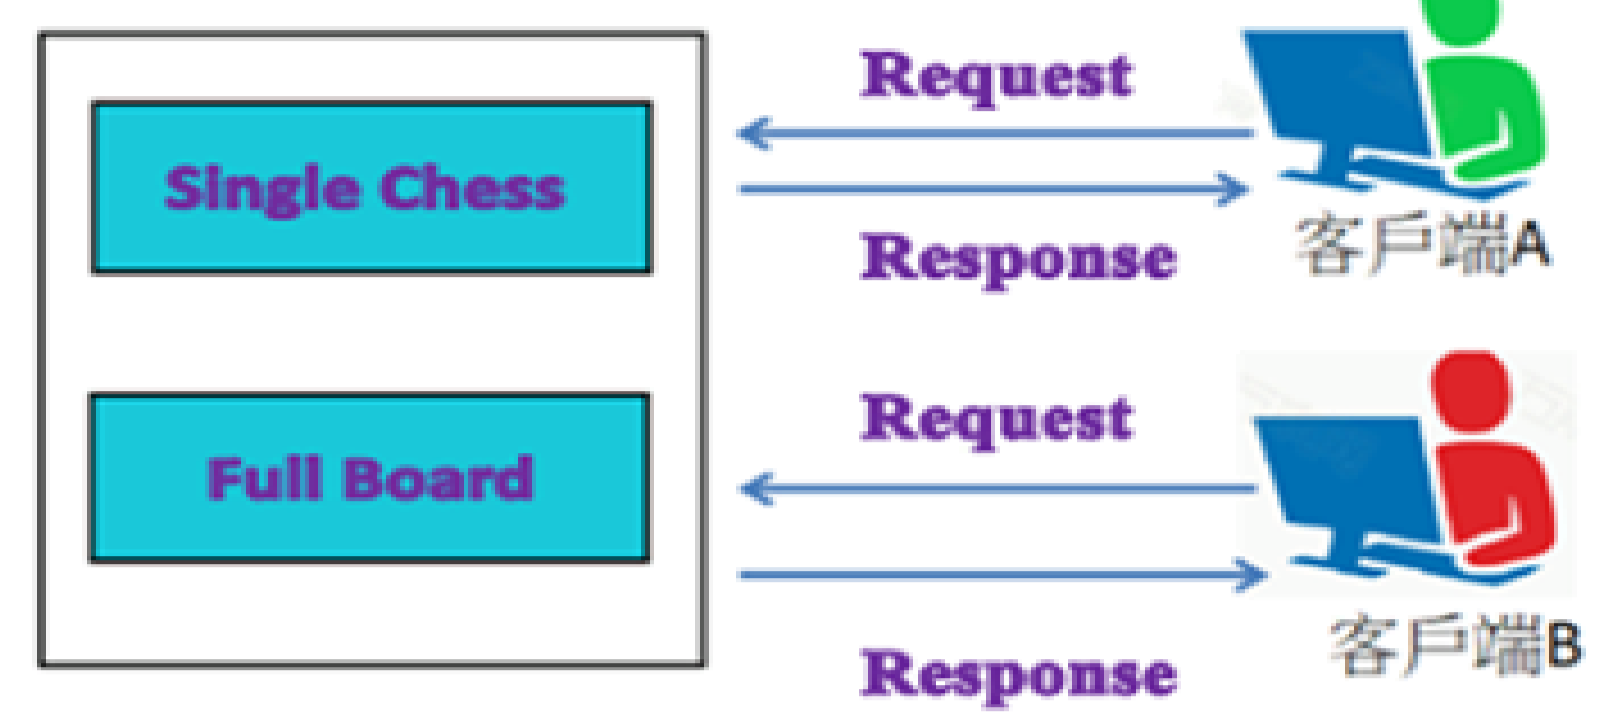 Single Chess
Full Board
Request
Response
客戶端A
Request
Response
客戶端B